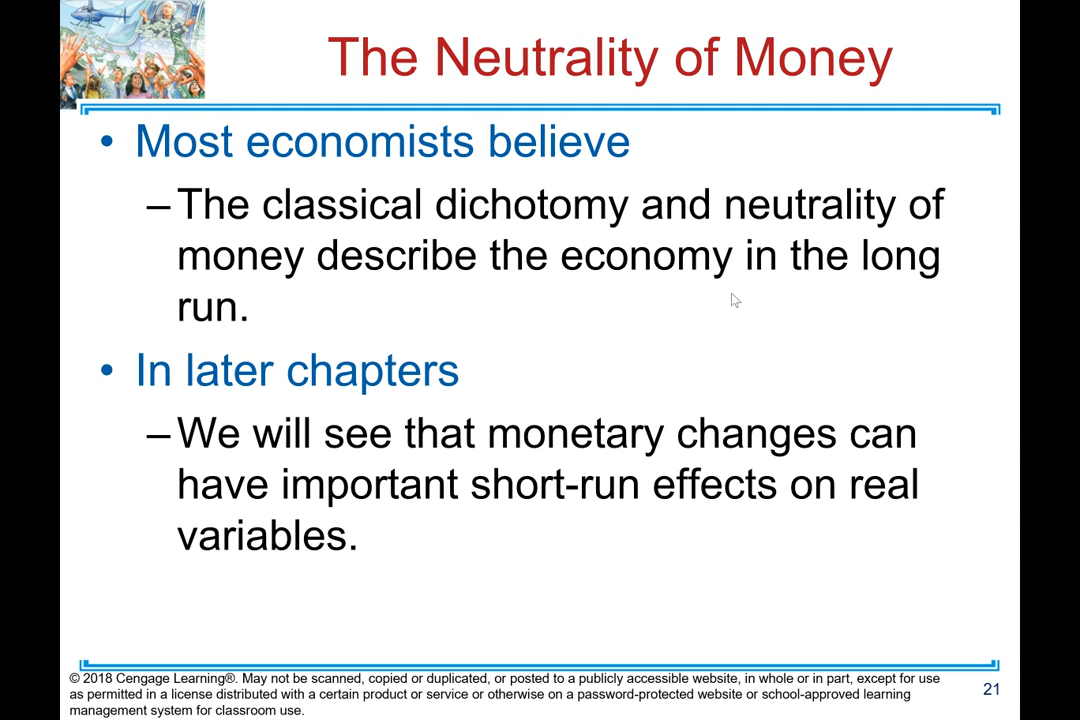 The Neutrality of Money
• Most economists believe
– The classical dichotomy and neutrality of
money describe the economy in the long
run.
• In later chapters
– We will see that monetary changes can
have important short-run effects on real
variables.
© 2018 Cengage Learning®. May not be scanned, copied or duplicated, or posted to a publicly accessible website, in whole or in part, except for use
as permitted in a license distributed with a certain product or service or otherwise on a password-protected website or school-approved learning
management system for classroom use.
21